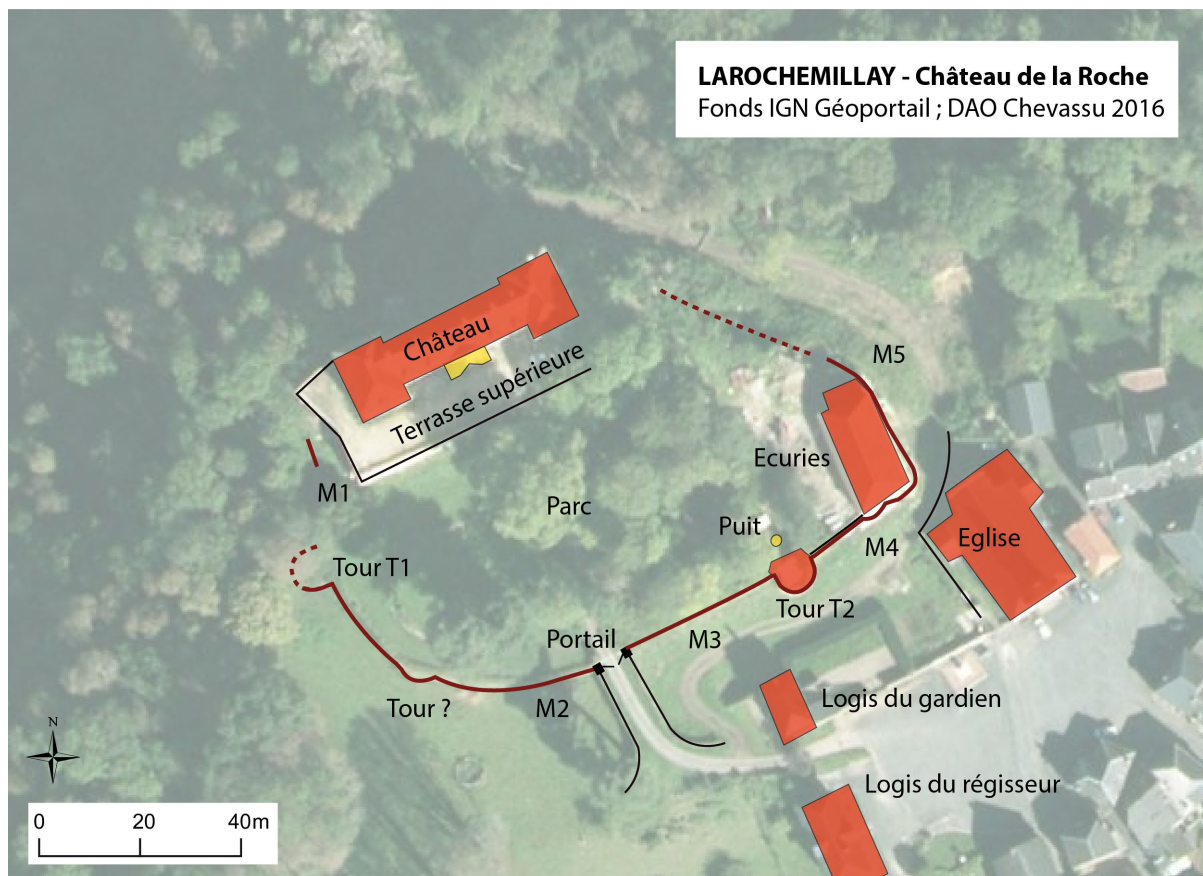 LAROCHEMILLAY - Château de la Roche
Fonds IGN Géoportail ; DAO Chevassu 2016
Château
Terrasse supérieure
M5
M1
Ecuries
Parc
Puit
M4
Eglise
Tour T1
Tour T2
Portail
M3
Tour ?
M2
Logis du gardien
Logis du régisseur
N
0 20 40m